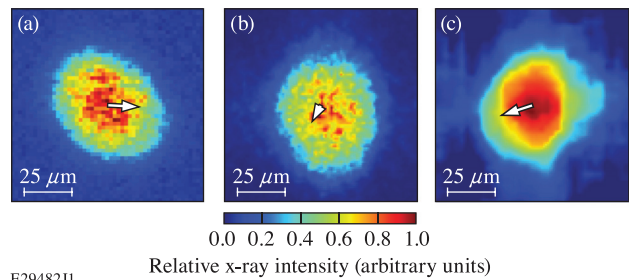 (a)
(b)
(c)
25 μm
25 μm
25 μm
0.0 0.2 0.4 0.6 0.8 1.0
Relative x-ray intensity (arbitrary units)
E29482J1